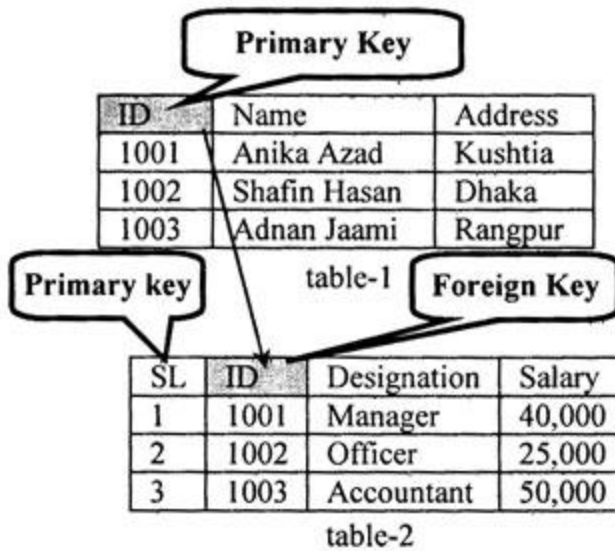 Primary Key
ID Name Address
1001 Anika Azad Kushtia
1002 Shafin Hasan Dhaka
1003 Adnan Jaami Rangpur
table-1
Primary key
Foreign Key
SL ID Designation Salary
1 1001 Manager 40,000
2 1002 Officer 25,000
3 1003 Accountant 50,000
table-2